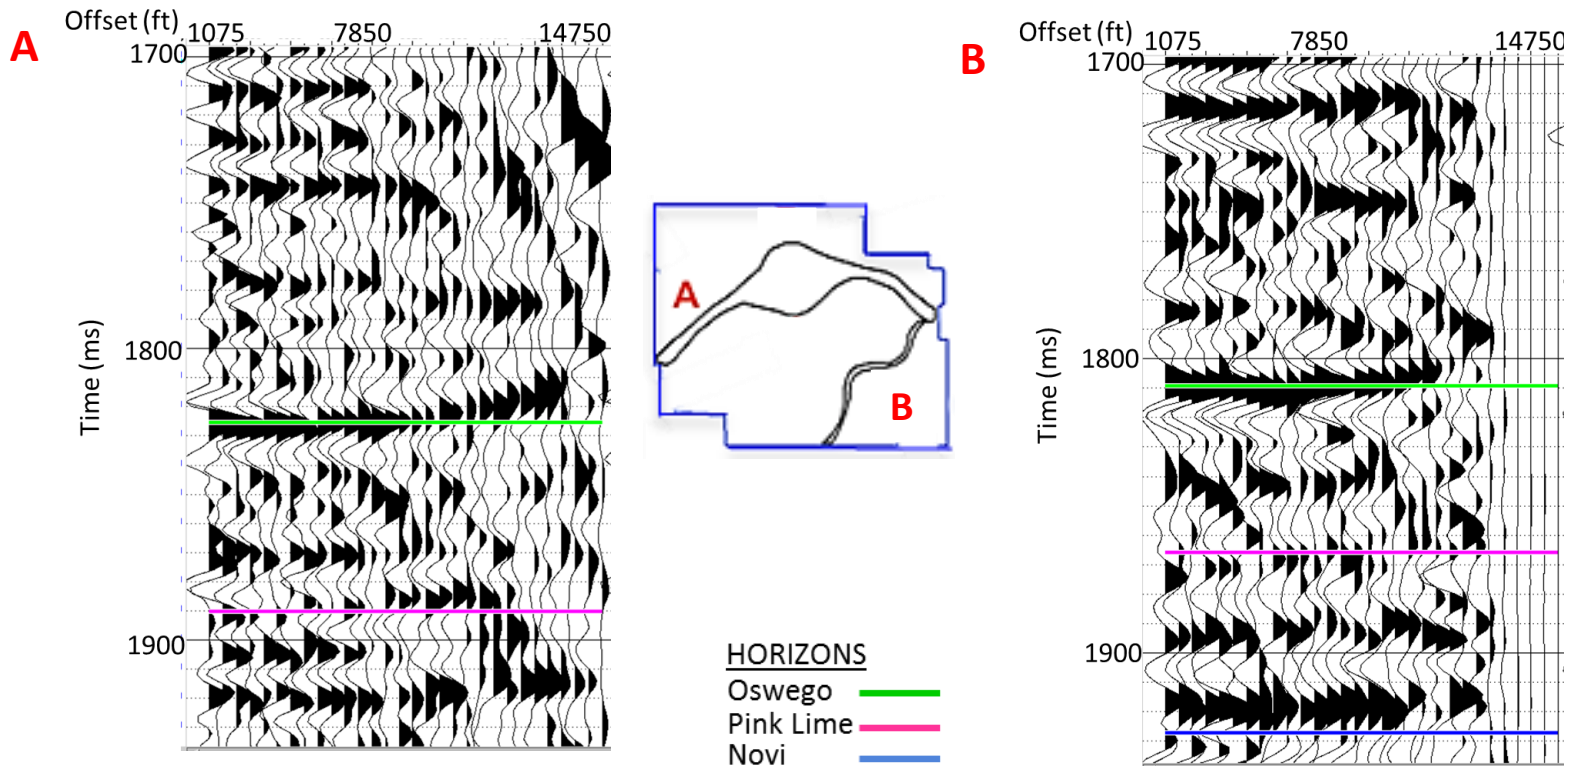 A
Offset (ft)
1075 7850 14750
1700
1800
1900
Time (ms)
A
B
HORIZONS
Oswego
Pink Lime
Novi
B
Offset (ft)
1075 7850 14750
1700
1800
1900
Time (ms)